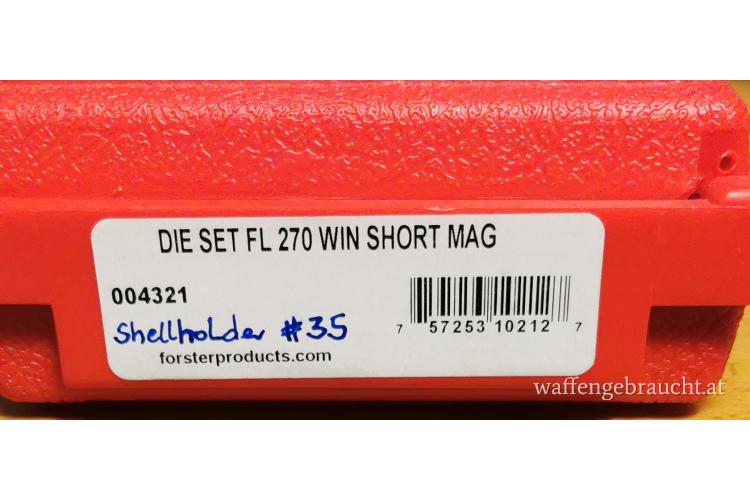 DIE SET FL 270 WIN SHORT MAG
004321
Shellholder #35
forsterproducts.com
7 57253 10212 7
waffengebraucht.at